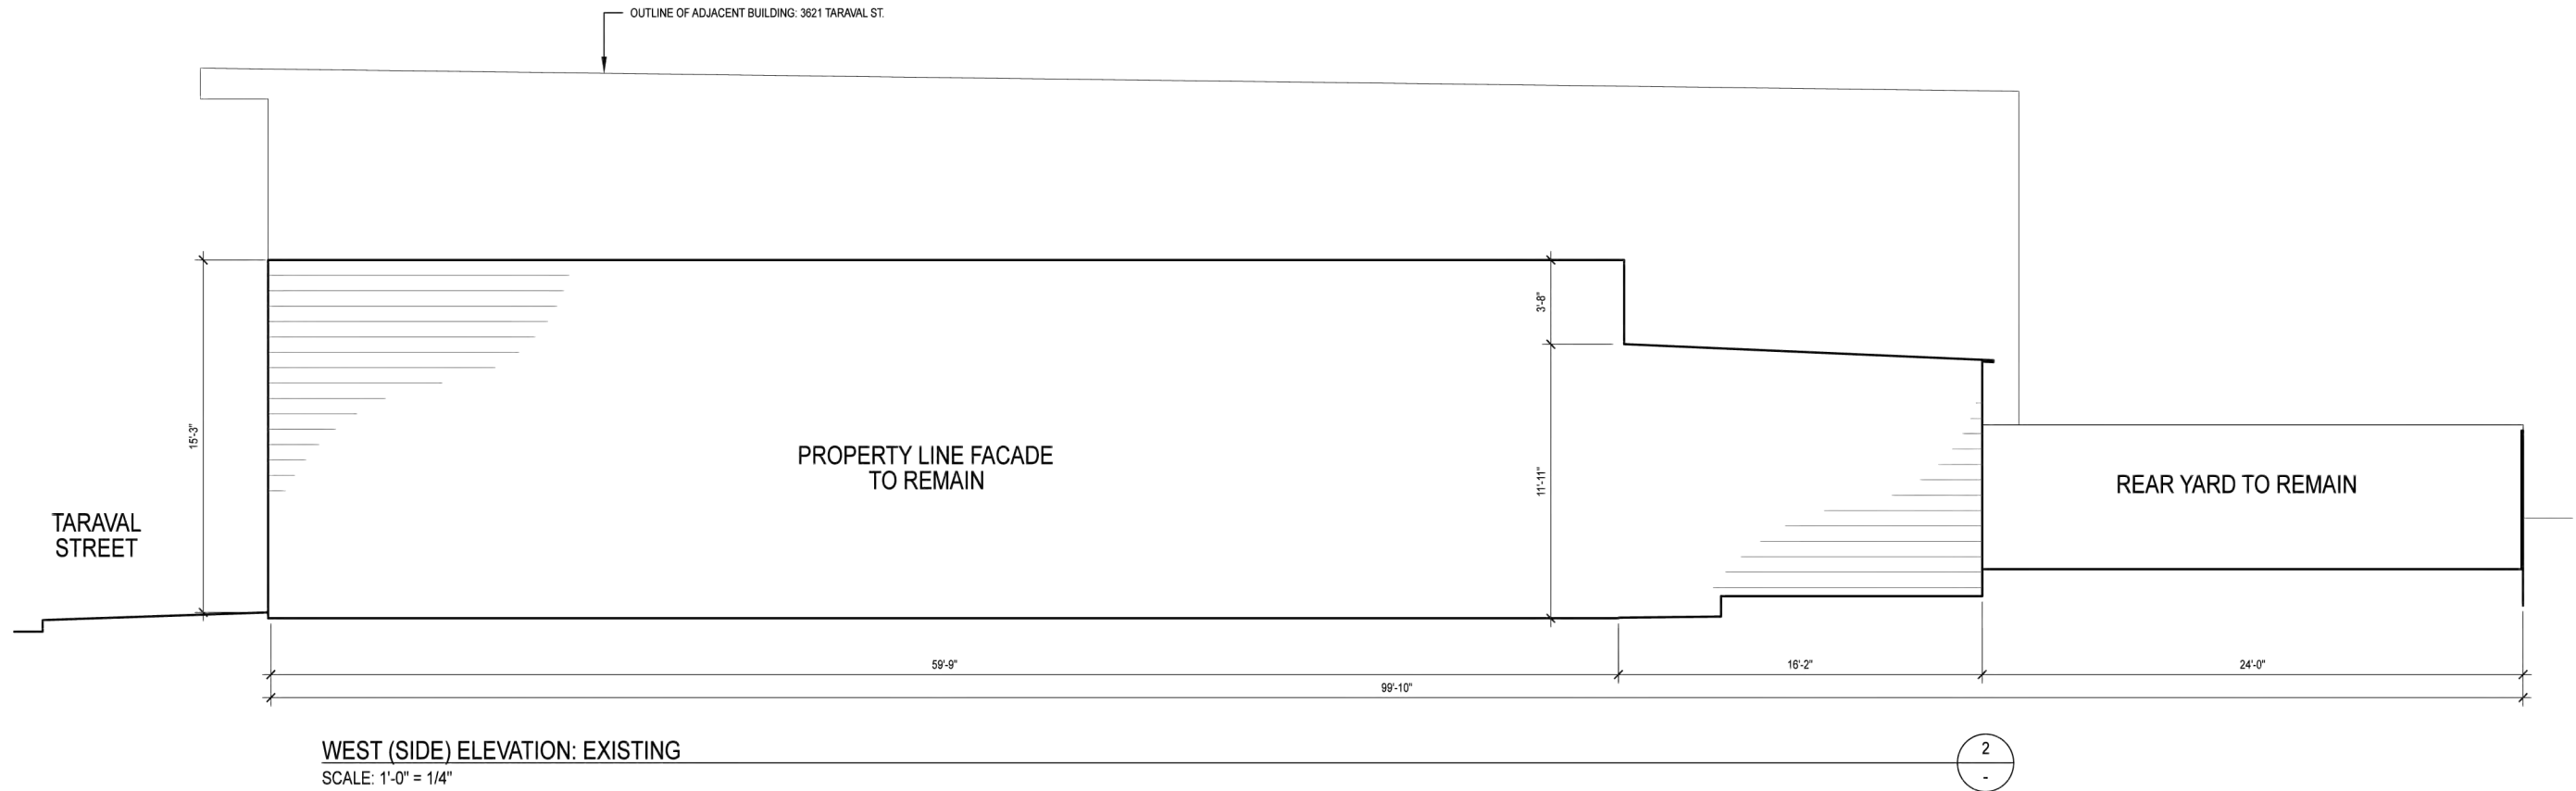 OUTLINE OF ADJACENT BUILDING: 3621 TARAVAL ST.
3'-8"
15'-3"
PROPERTY LINE FACADE
TO REMAIN
11'-11"
REAR YARD TO REMAIN
TARAVAL
STREET
59'-9"
16'-2"
24'-0"
99'-10"
WEST (SIDE) ELEVATION: EXISTING
2
SCALE: 1'-0" = 1/4"
-